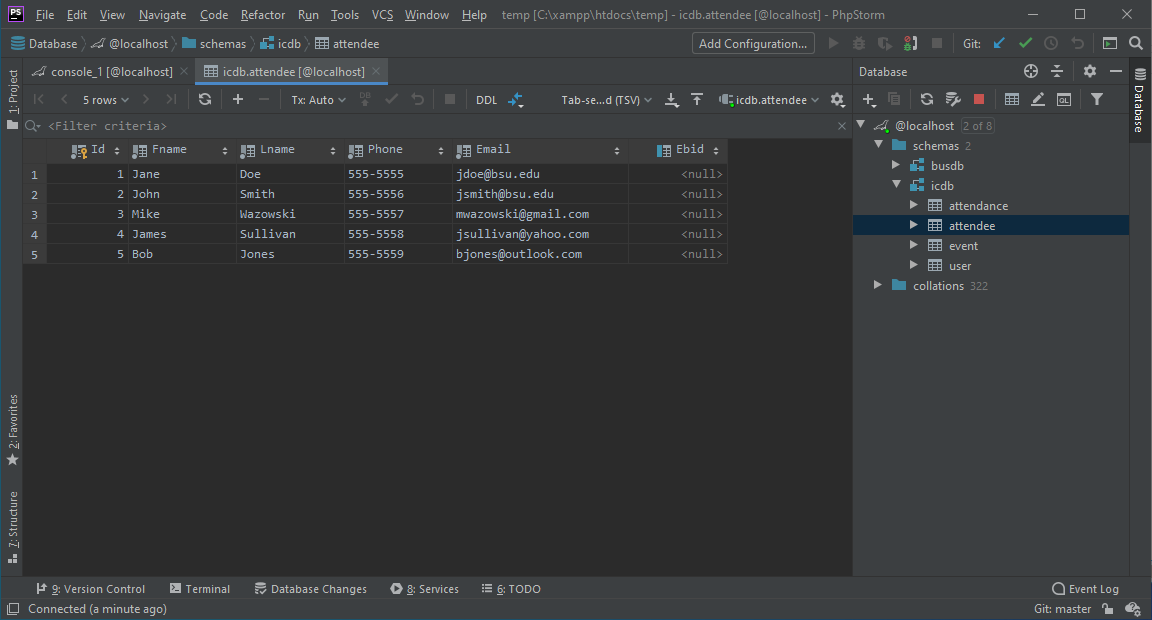 PS File Edit View Navigate Code Refactor Run Tools VCS Window Help temp [C:\xampp\htdocs\temp] - icdb.attendee [@localhost] - PhpStorm
Database @localhost schemas icdb attendee Add Configuration... Git:
1: Project
console_1 [@localhost] icdb.attendee [@localhost]
5 rows Tx: Auto DB DDL Tab-se...d (TSV) icdb.attendee
<Filter criteria>
Id Fname Lname Phone Email Ebid
1 1 Jane Doe 555-5555 jdoe@bsu.edu <null>
2 2 John Smith 555-5556 jsmith@bsu.edu <null>
3 3 Mike Wazowski 555-5557 mwazowski@gmail.com <null>
4 4 James Sullivan 555-5558 jsullivan@yahoo.com <null>
5 5 Bob Jones 555-5559 bjones@outlook.com <null>
Database
QL
@localhost 2 of 8
schemas 2
busdb
icdb
attendance
attendee
event
user
collations 322
Database
2: Favorites
7: Structure
9: Version Control Terminal Database Changes 8: Services 6: TODO Event Log
Connected (a minute ago) Git: master